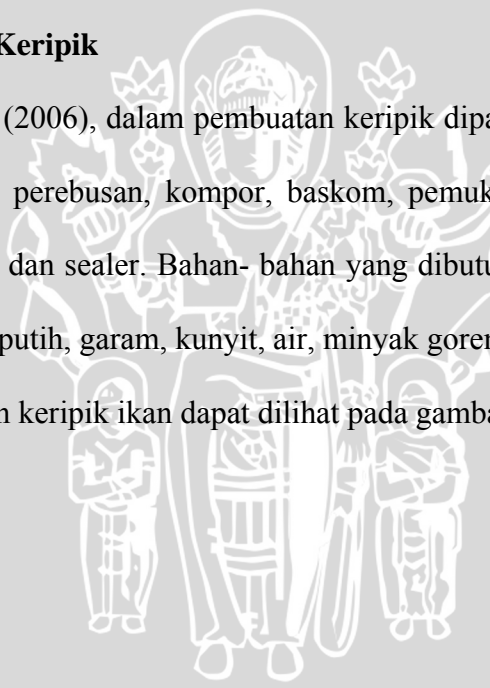 Keripik
(2006), dalam pembuatan keripik dipa
perebusan, kompor, baskom, pemuk
dan sealer. Bahan- bahan yang dibutu
putih, garam, kunyit, air, minyak goren
keripik ikan dapat dilihat pada gamba